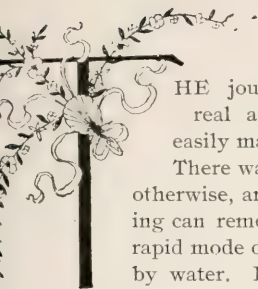 THE jou
real a
easily ma
There wa
otherwise, an
ing can reme
rapid mode o
by water. I